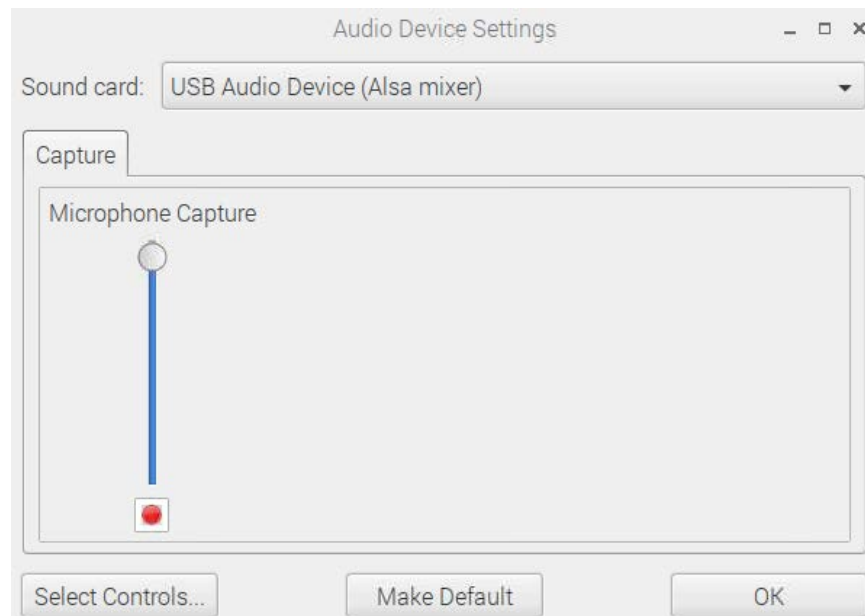 Audio Device Settings
Sound card: USB Audio Device (Alsa mixer)
Capture
Microphone Capture
Select Controls... Make Default OK